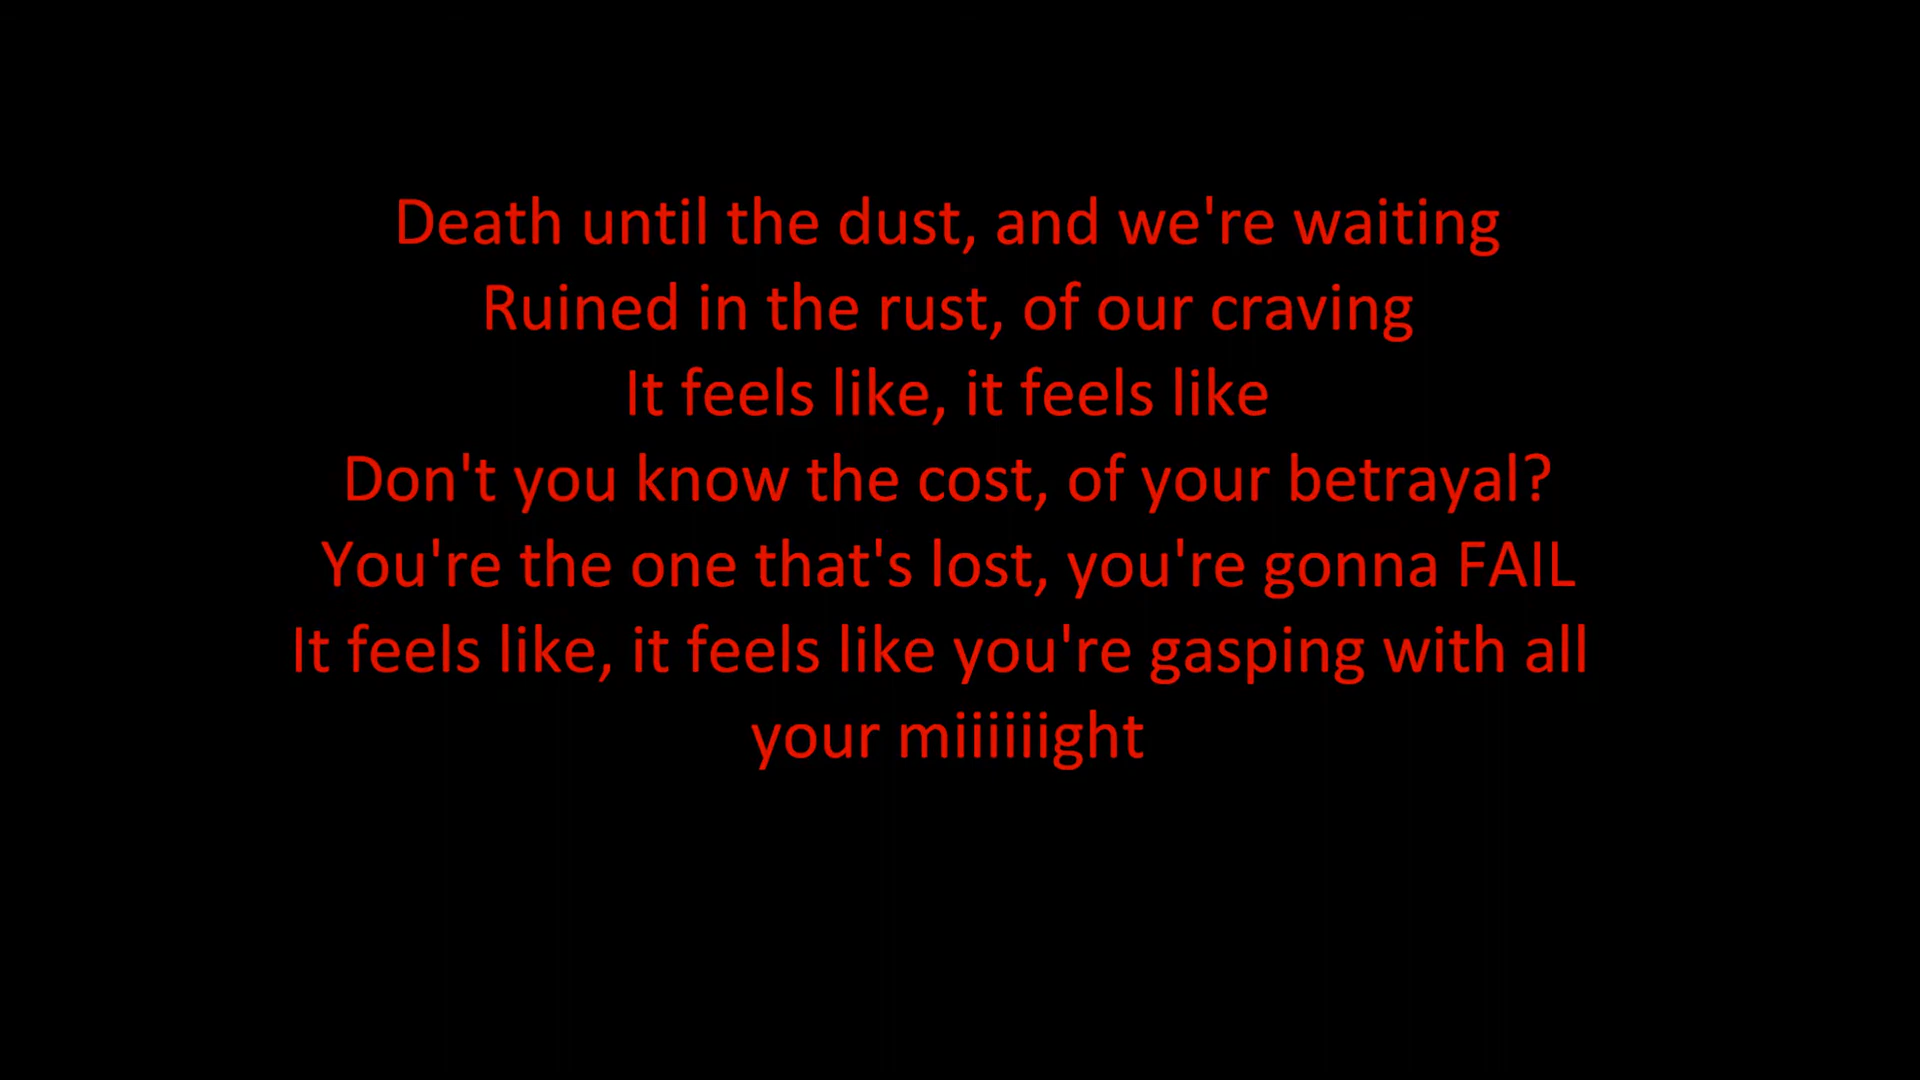 Death until the dust, and we're waiting
Ruined in the rust, of our craving
It feels like, it feels like
Don't you know the cost, of your betrayal?
You're the one that's lost, you're gonna FAIL
It feels like, it feels like you're gasping with all
your miiiiiight